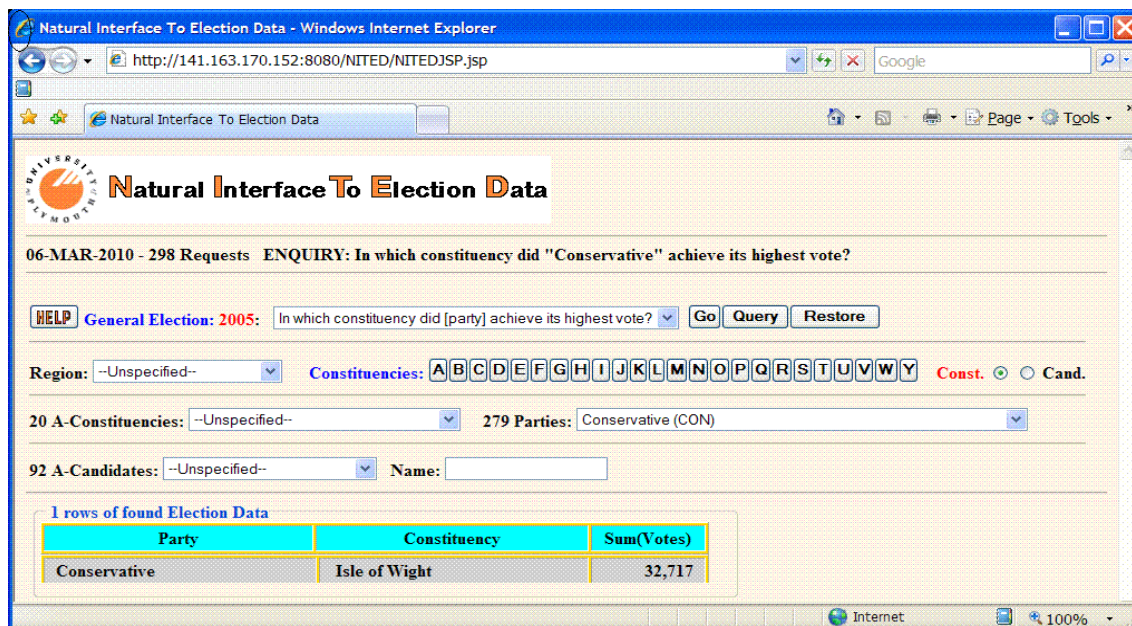 Natural Interface To Election Data - Windows Internet Explorer
http://141.163.170.152:8080/NITED/NITEDJSP.jsp Google
Natural Interface To Election Data Page Tools
UNIVERSITY OF PLYMOUTH Natural Interface To Election Data
06-MAR-2010 - 298 Requests ENQUIRY: In which constituency did "Conservative" achieve its highest vote?
HELP General Election: 2005: In which constituency did [party] achieve its highest vote? Go Query Restore
Region: --Unspecified-- Constituencies: A B C D E F G H I J K L M N O P Q R S T U V W Y Const. Cand.
20 A-Constituencies: --Unspecified-- 279 Parties: Conservative (CON)
92 A-Candidates: --Unspecified-- Name:
1 rows of found Election Data
Party Constituency Sum(Votes)
Conservative Isle of Wight 32,717
Internet 100%